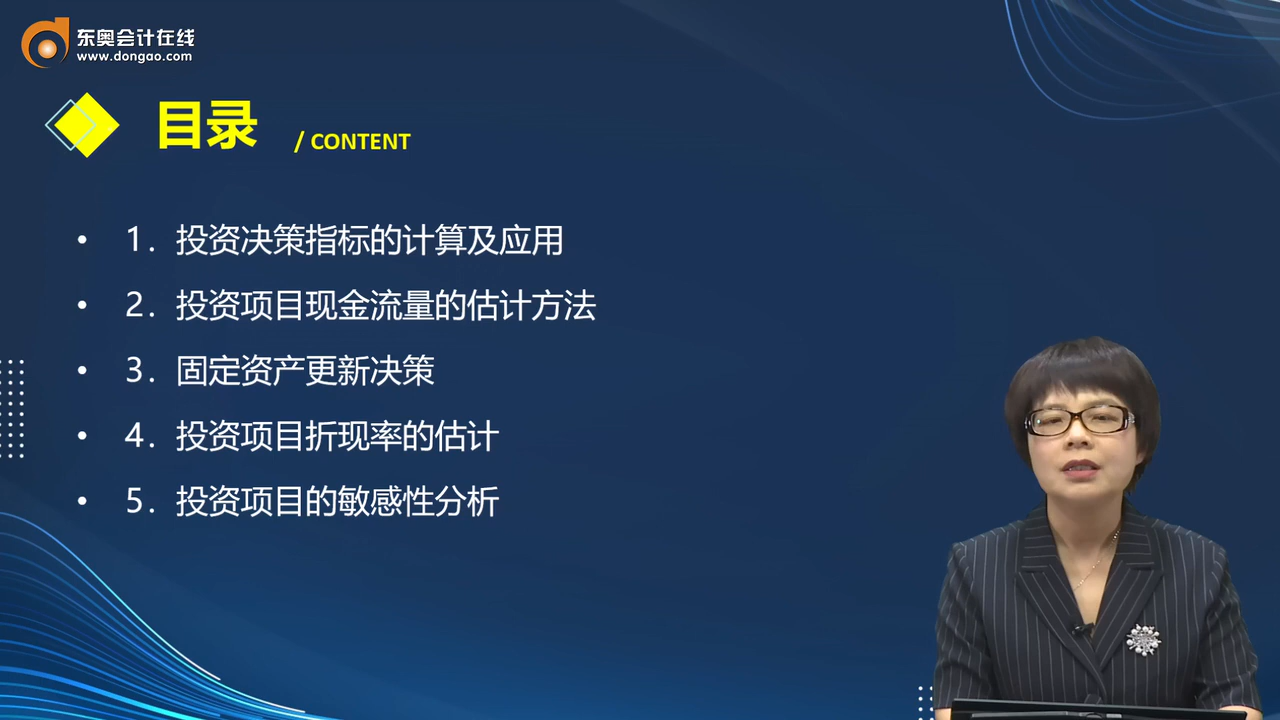 东奥会计在线
www.dongao.com
目录 / CONTENT
• 1．投资决策指标的计算及应用
• 2．投资项目现金流量的估计方法
• 3．固定资产更新决策
• 4．投资项目折现率的估计
• 5．投资项目的敏感性分析